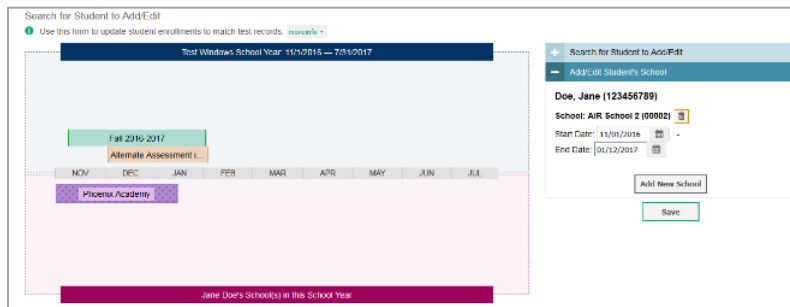 Search for Student to Add/Edit
Use this form to update student enrollments to match test records. more info
Test Windows School Year: 11/1/2016 — 7/31/2017
Fall 2016-2017
Alternate Assessment i...
NOV DEC JAN FEB MAR APR MAY JUN JUL
Phoenix Academy
Jane Doe's School(s) in this School Year
Search for Student to Add/Edit
Add/Edit Student's School
Doe, Jane (123456789)
School: AIR School 2 (00002)
Start Date: 11/01/2016 -
End Date: 01/12/2017
Add New School
Save